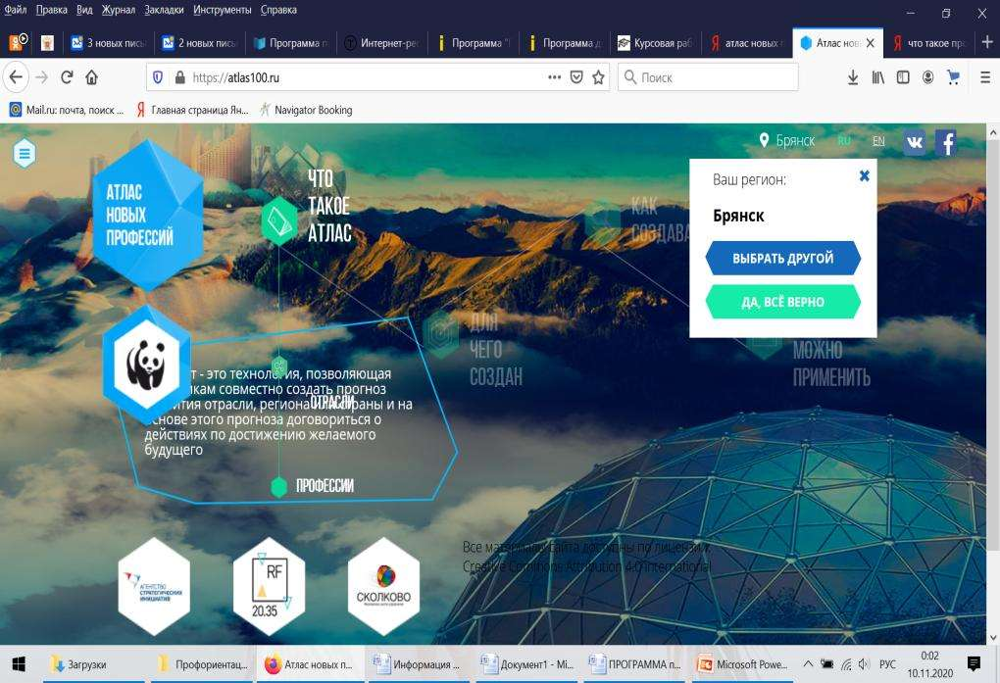 Файл Правка Вид Журнал Закладки Инструменты Справка
3 новых пись
2 новых пись
Программа п
Интернет-рес
Программа "
Программа д
Курсовая раб
атлас новых
Атлас нов
что такое пр
https://atlas100.ru
Поиск
Mail.ru: почта, поиск ...
Главная страница Ян...
Navigator Booking
Брянск
RU
EN
АТЛАС
НОВЫХ
ПРОФЕССИЙ
ЧТО
ТАКОЕ
АТЛАС
КАК
СОЗДАВА
Ваш регион:
Брянск
ВЫБРАТЬ ДРУГОЙ
ДА, ВСЁ ВЕРНО
ДЛЯ
ЧЕГО
СОЗДАН
МОЖНО
ПРИМЕНИТЬ
т - это технология, позволяющая
икам совместно создать прогноз
ития отрасли, региона или страны и на
основе этого прогноза договориться о
действиях по достижению желаемого
будущего
ОТРАСЛИ
ПРОФЕССИИ
Все материалы сайта доступны по лицензии:
Creative Commons Attribution 4.0 International
АГЕНТСТВО
СТРАТЕГИЧЕСКИХ
ИНИЦИАТИВ
RF
20.35
СКОЛКОВО
Загрузки
Профориентац...
Атлас новых п...
Информация ...
Документ1 - Mi...
ПРОГРАММА п...
Microsoft Powe...
РУС
0:02
10.11.2020